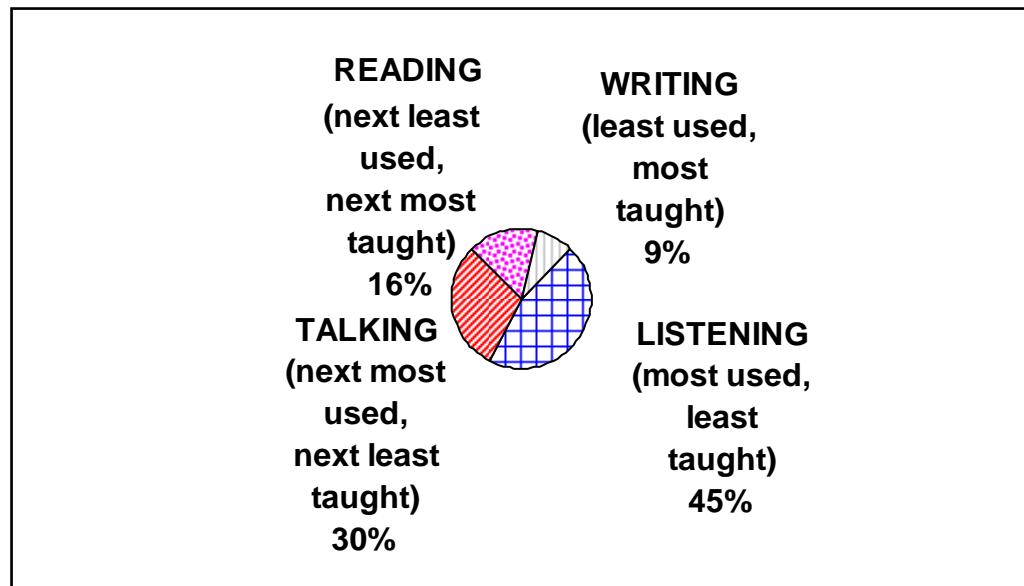 READING
(next least
used,
next most
taught)
16%
WRITING
(least used,
most
taught)
9%
TALKING
(next most
used,
next least
taught)
30%
LISTENING
(most used,
least
taught)
45%